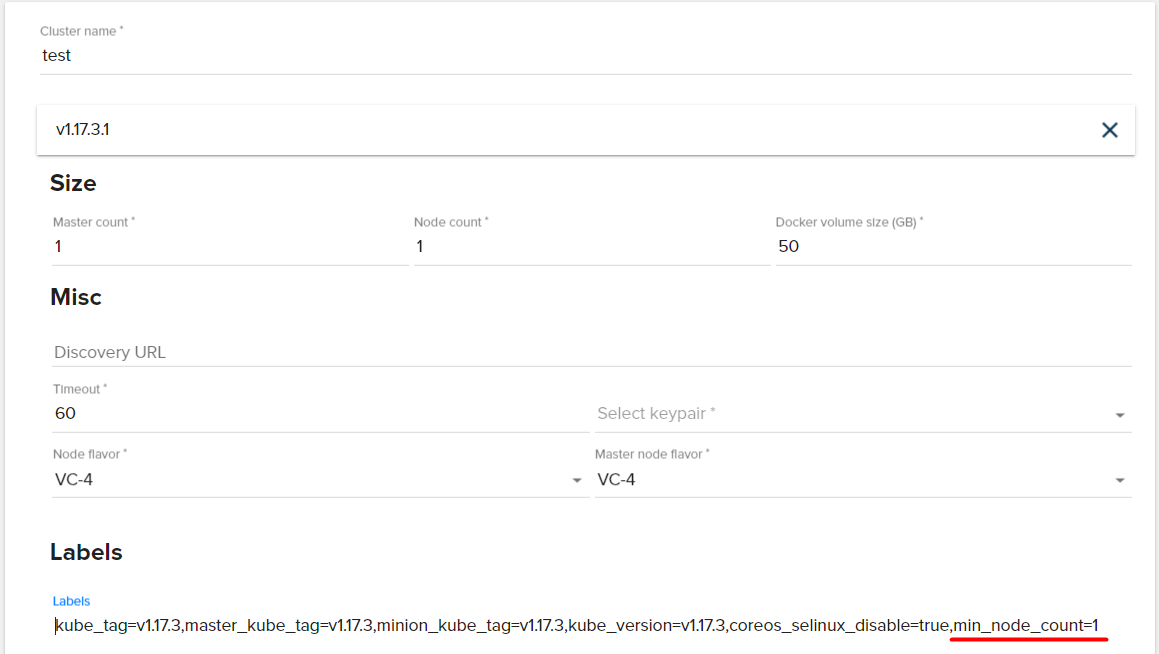 Cluster name *
test
v1.17.3.1
Size
Master count * Node count * Docker volume size (GB) *
1 1 50
Misc
Discovery URL
Timeout *
60 Select keypair *
Node flavor * Master node flavor *
VC-4 VC-4
Labels
Labels
kube_tag=v1.17.3,master_kube_tag=v1.17.3,minion_kube_tag=v1.17.3,kube_version=v1.17.3,coreos_selinux_disable=true,min_node_count=1